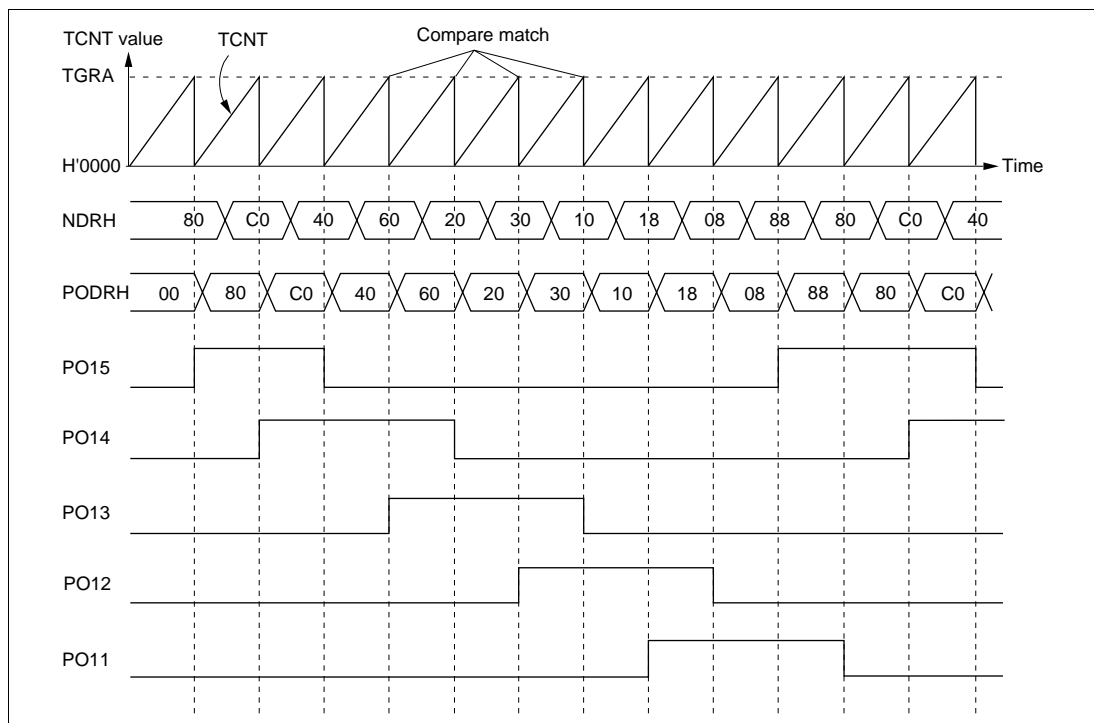 TCNT value
TCNT
Compare match
TGRA
H'0000
Time
NDRH 80 C0 40 60 20 30 10 18 08 88 80 C0 40
PODRH 00 80 C0 40 60 20 30 10 18 08 88 80 C0
PO15
PO14
PO13
PO12
PO11